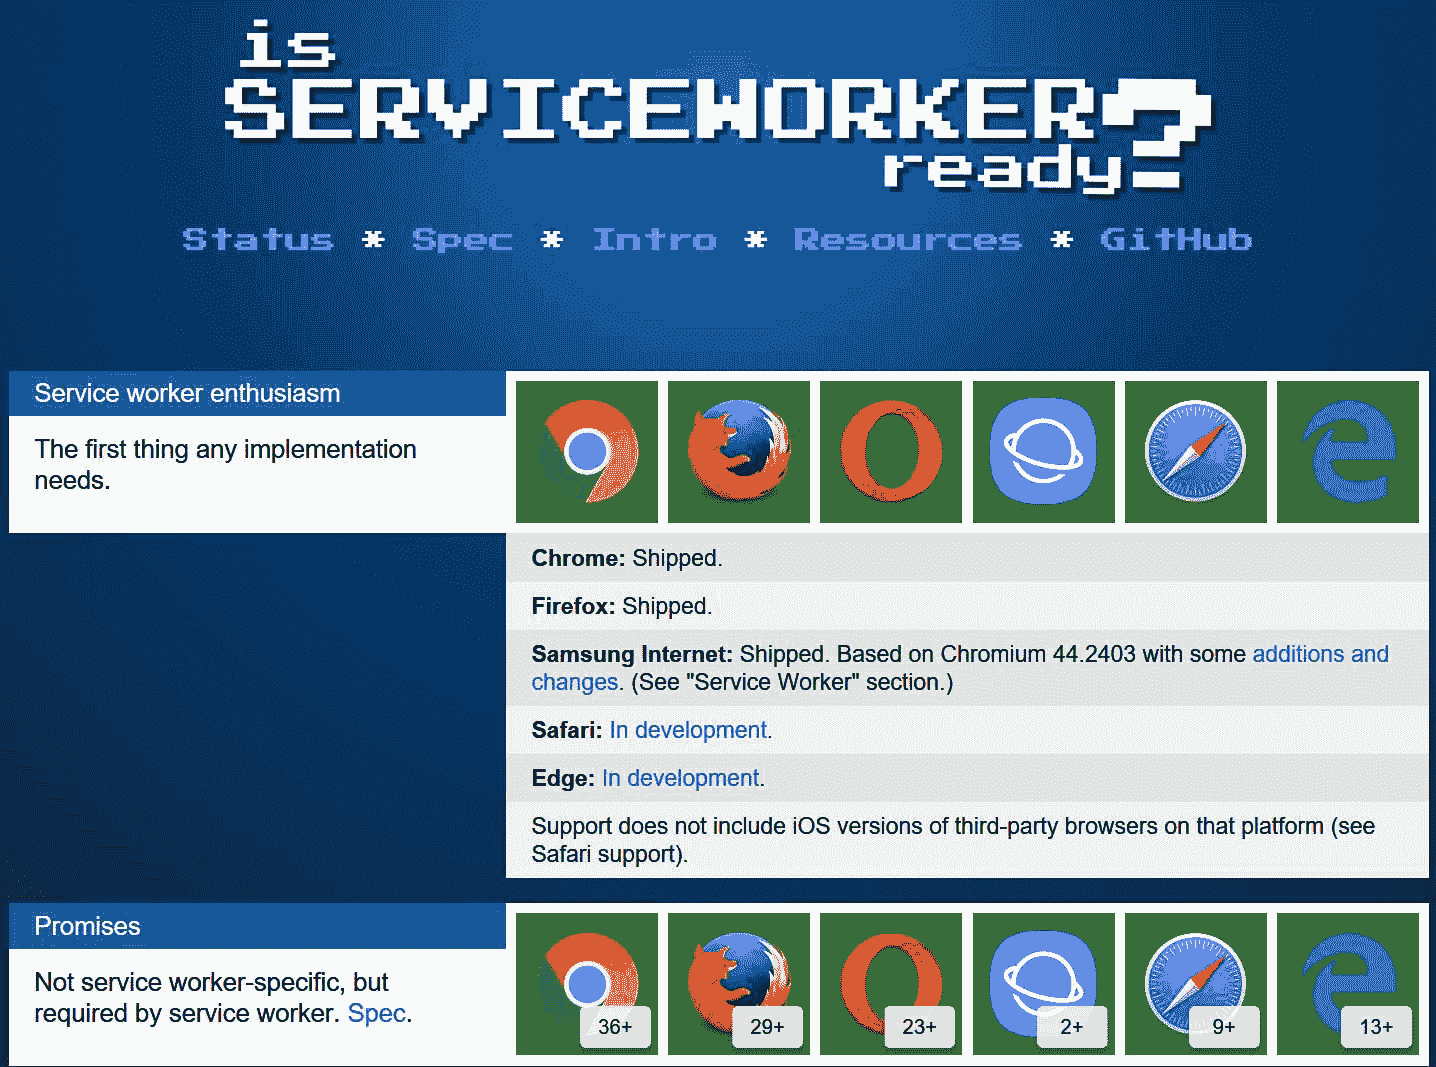 is
SERVICEWORKER?
ready
Status * Spec * Intro * Resources * GitHub
Service worker enthusiasm
The first thing any implementation
needs.
Chrome: Shipped.
Firefox: Shipped.
Samsung Internet: Shipped. Based on Chromium 44.2403 with some additions and
changes. (See "Service Worker" section.)
Safari: In development.
Edge: In development.
Support does not include iOS versions of third-party browsers on that platform (see
Safari support).
Promises
Not service worker-specific, but
required by service worker. Spec.
36+ 29+ 23+ 2+ 9+ 13+